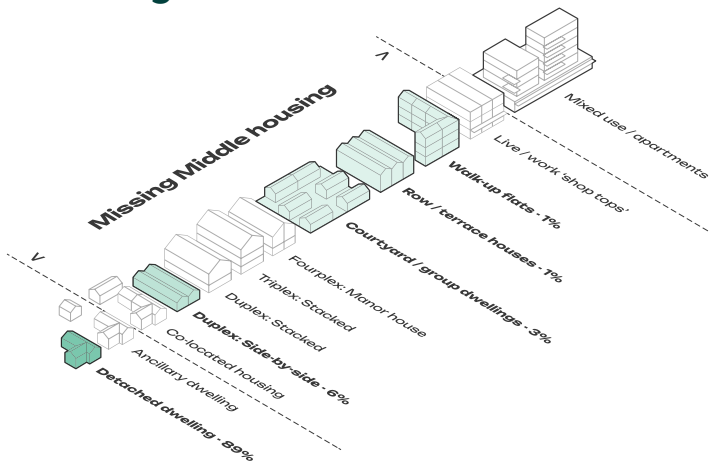 Missing Middle housing
Mixed use / apartments
Live / work 'shop tops'
Walk-up flats - 1%
Row / terrace houses - 1%
Courtyard / group dwellings - 3%
Fourplex: Manor house
Triplex: Stacked
Duplex: Stacked
Duplex: Side-by-side - 6%
Co-located housing
Ancillary dwelling
Detached dwelling - 89%